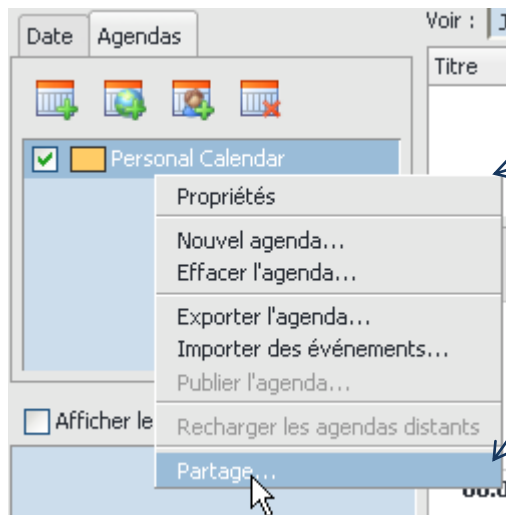 Date
Agendas
Voir :
Titre
Personal Calendar
Propriétés
Nouvel agenda...
Effacer l'agenda...
Exporter l'agenda...
Importer des événements...
Publier l'agenda...
Afficher le
Recharger les agendas distants
Partage...